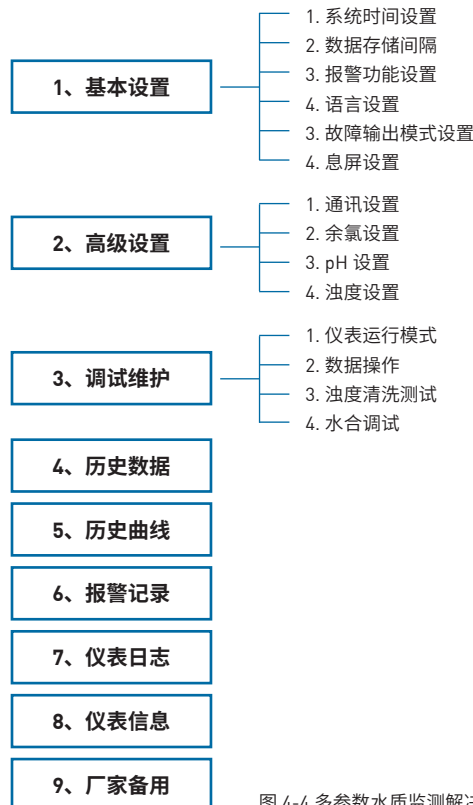 1、基本设置
1. 系统时间设置
2. 数据存储间隔
3. 报警功能设置
4. 语言设置
3. 故障输出模式设置
4. 息屏设置
2、高级设置
1. 通讯设置
2. 余氯设置
3. pH 设置
4. 浊度设置
3、调试维护
1. 仪表运行模式
2. 数据操作
3. 浊度清洗测试
4. 水合调试
4、历史数据
5、历史曲线
6、报警记录
7、仪表日志
8、仪表信息
9、厂家备用
图 4-4 多参数水质监测解